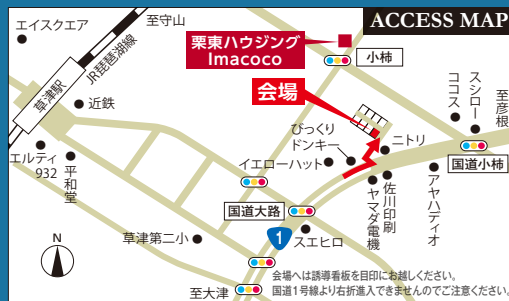 ACCESS MAP
エイスクエア
至守山
JR琵琶湖線
草津駅
近鉄
エルティ
932
平和堂
栗東ハウジング
Imacoco
小柿
会場
びっくり
ドンキー
ニトリ
イエローハット
ココス
スシロー
至彦根
国道小柿
アヤハディオ
佐川印刷
ヤマダ電機
国道大路
1
スエヒロ
草津第二小
N
至大津
会場へは誘導看板を目印にお越しください。
国道1号線より右折進入できませんのでご注意ください。